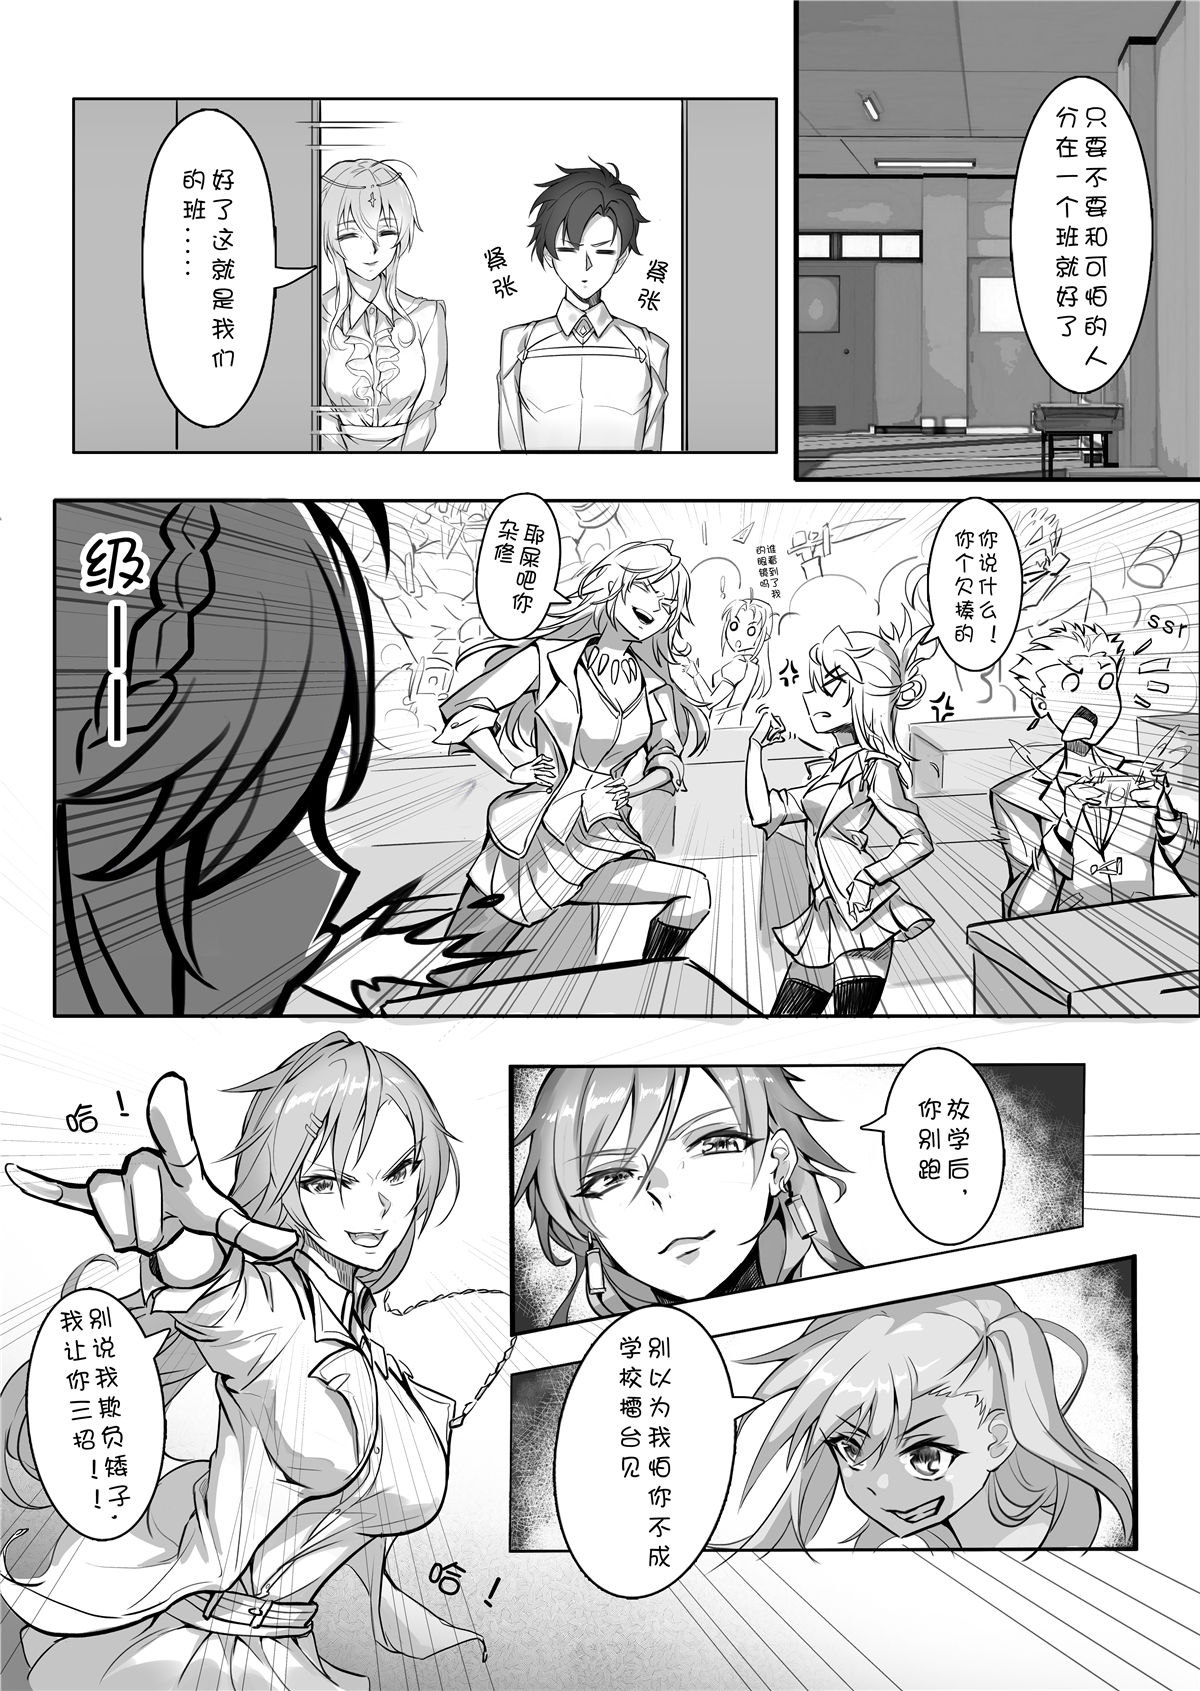 只要不要和可怕的人
分在一个班就好了
紧张
紧张
好了这就是我们
的班....
你说什么！
你个欠揍的
ssr
谁看到了我
的眼镜吗
耶屎吧你
杂修
级——
放学后，
你别跑
别以为我怕你不成
学校擂台见
哈！
别说我欺负矮子．
我让你三招！！
哈！